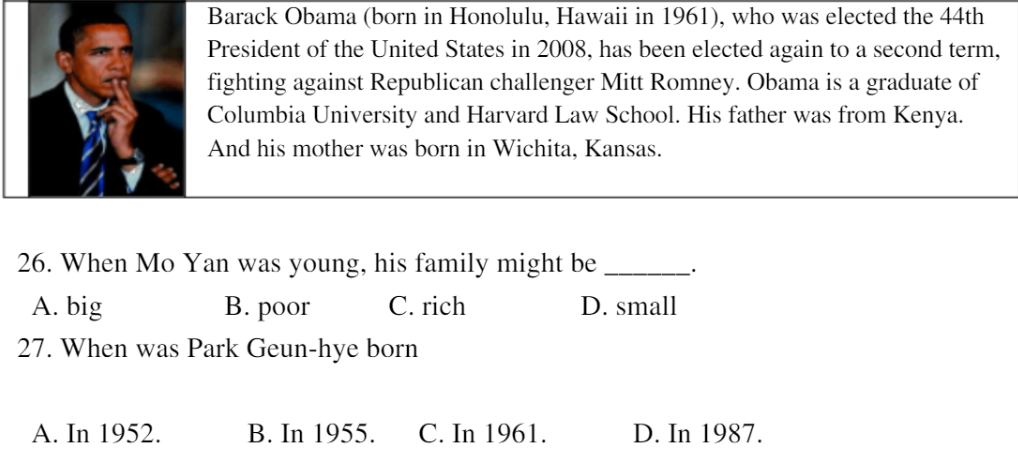 Barack Obama (born in Honolulu, Hawaii in 1961), who was elected the 44th
President of the United States in 2008, has been elected again to a second term,
fighting against Republican challenger Mitt Romney. Obama is a graduate of
Columbia University and Harvard Law School. His father was from Kenya.
And his mother was born in Wichita, Kansas.
26. When Mo Yan was young, his family might be ______.
A. big B. poor C. rich D. small
27. When was Park Geun-hye born
A. In 1952. B. In 1955. C. In 1961. D. In 1987.